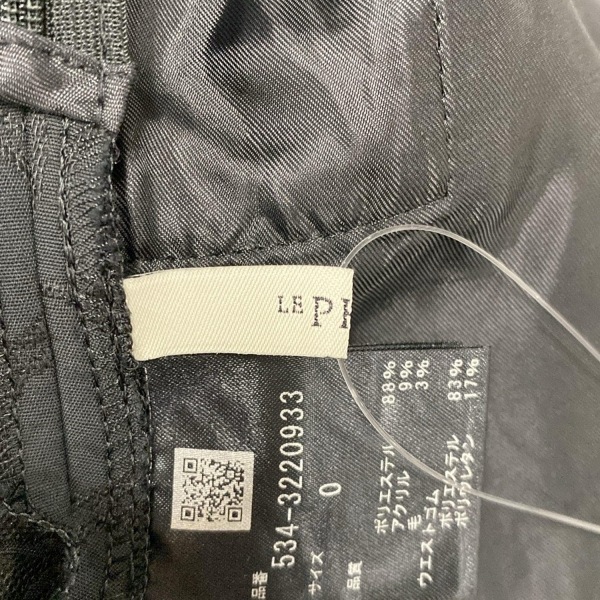 LE P
品番
534-3220933
サイズ
0
品質
ポリエステル 88%
アクリル 9%
毛 3%
ウエストゴム
ポリエステル 83%
ポリウレタン 17%